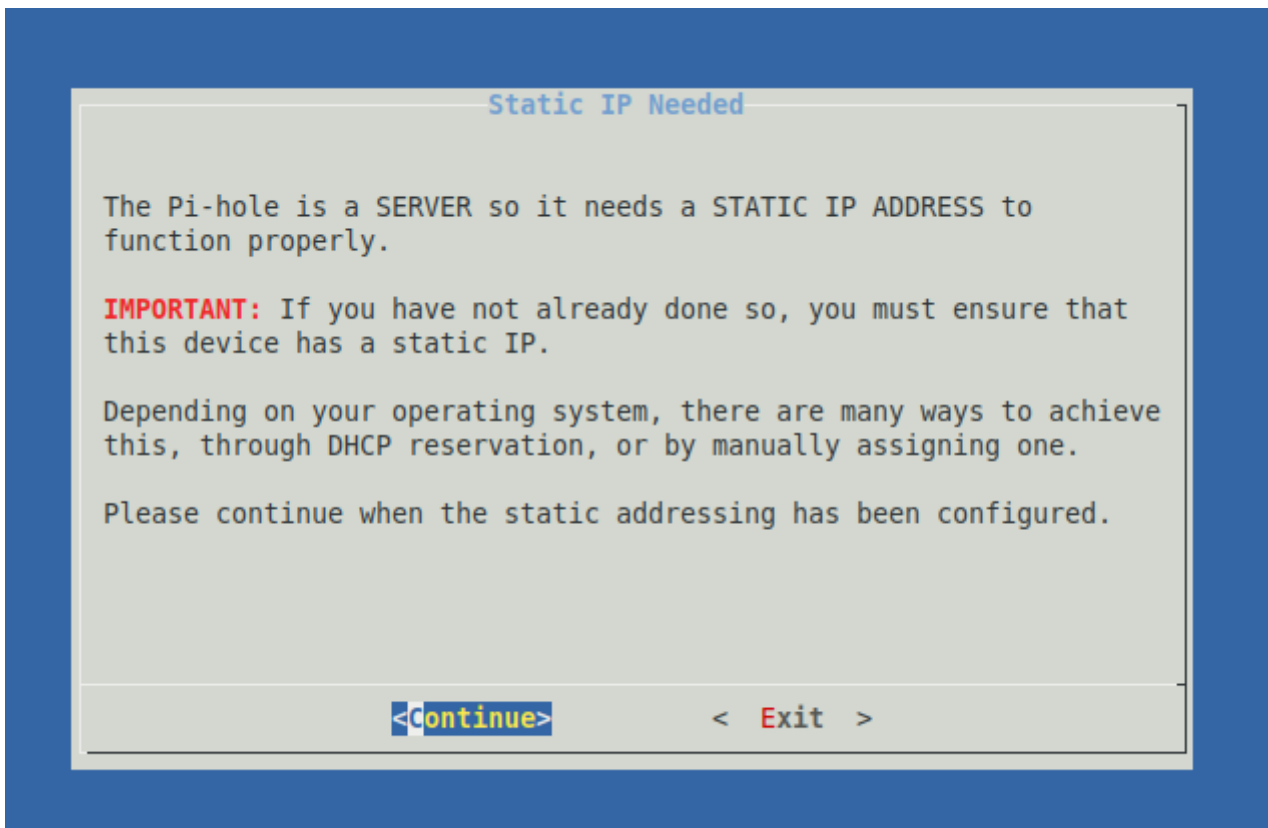 Static IP Needed
The Pi-hole is a SERVER so it needs a STATIC IP ADDRESS to
function properly.
IMPORTANT: If you have not already done so, you must ensure that
this device has a static IP.
Depending on your operating system, there are many ways to achieve
this, through DHCP reservation, or by manually assigning one.
Please continue when the static addressing has been configured.
<Continue> < Exit >